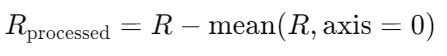 R_processed = R − mean(R, axis = 0)